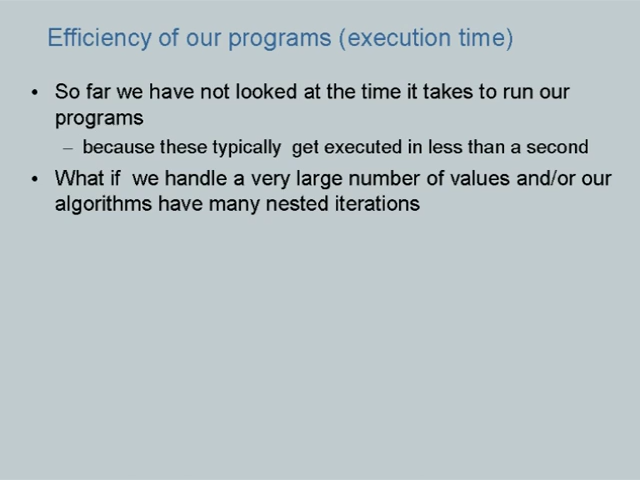 Efficiency of our programs (execution time)
• So far we have not looked at the time it takes to run our
programs
– because these typically  get executed in less than a second
• What if  we handle a very large number of values and/or our
algorithms have many nested iterations